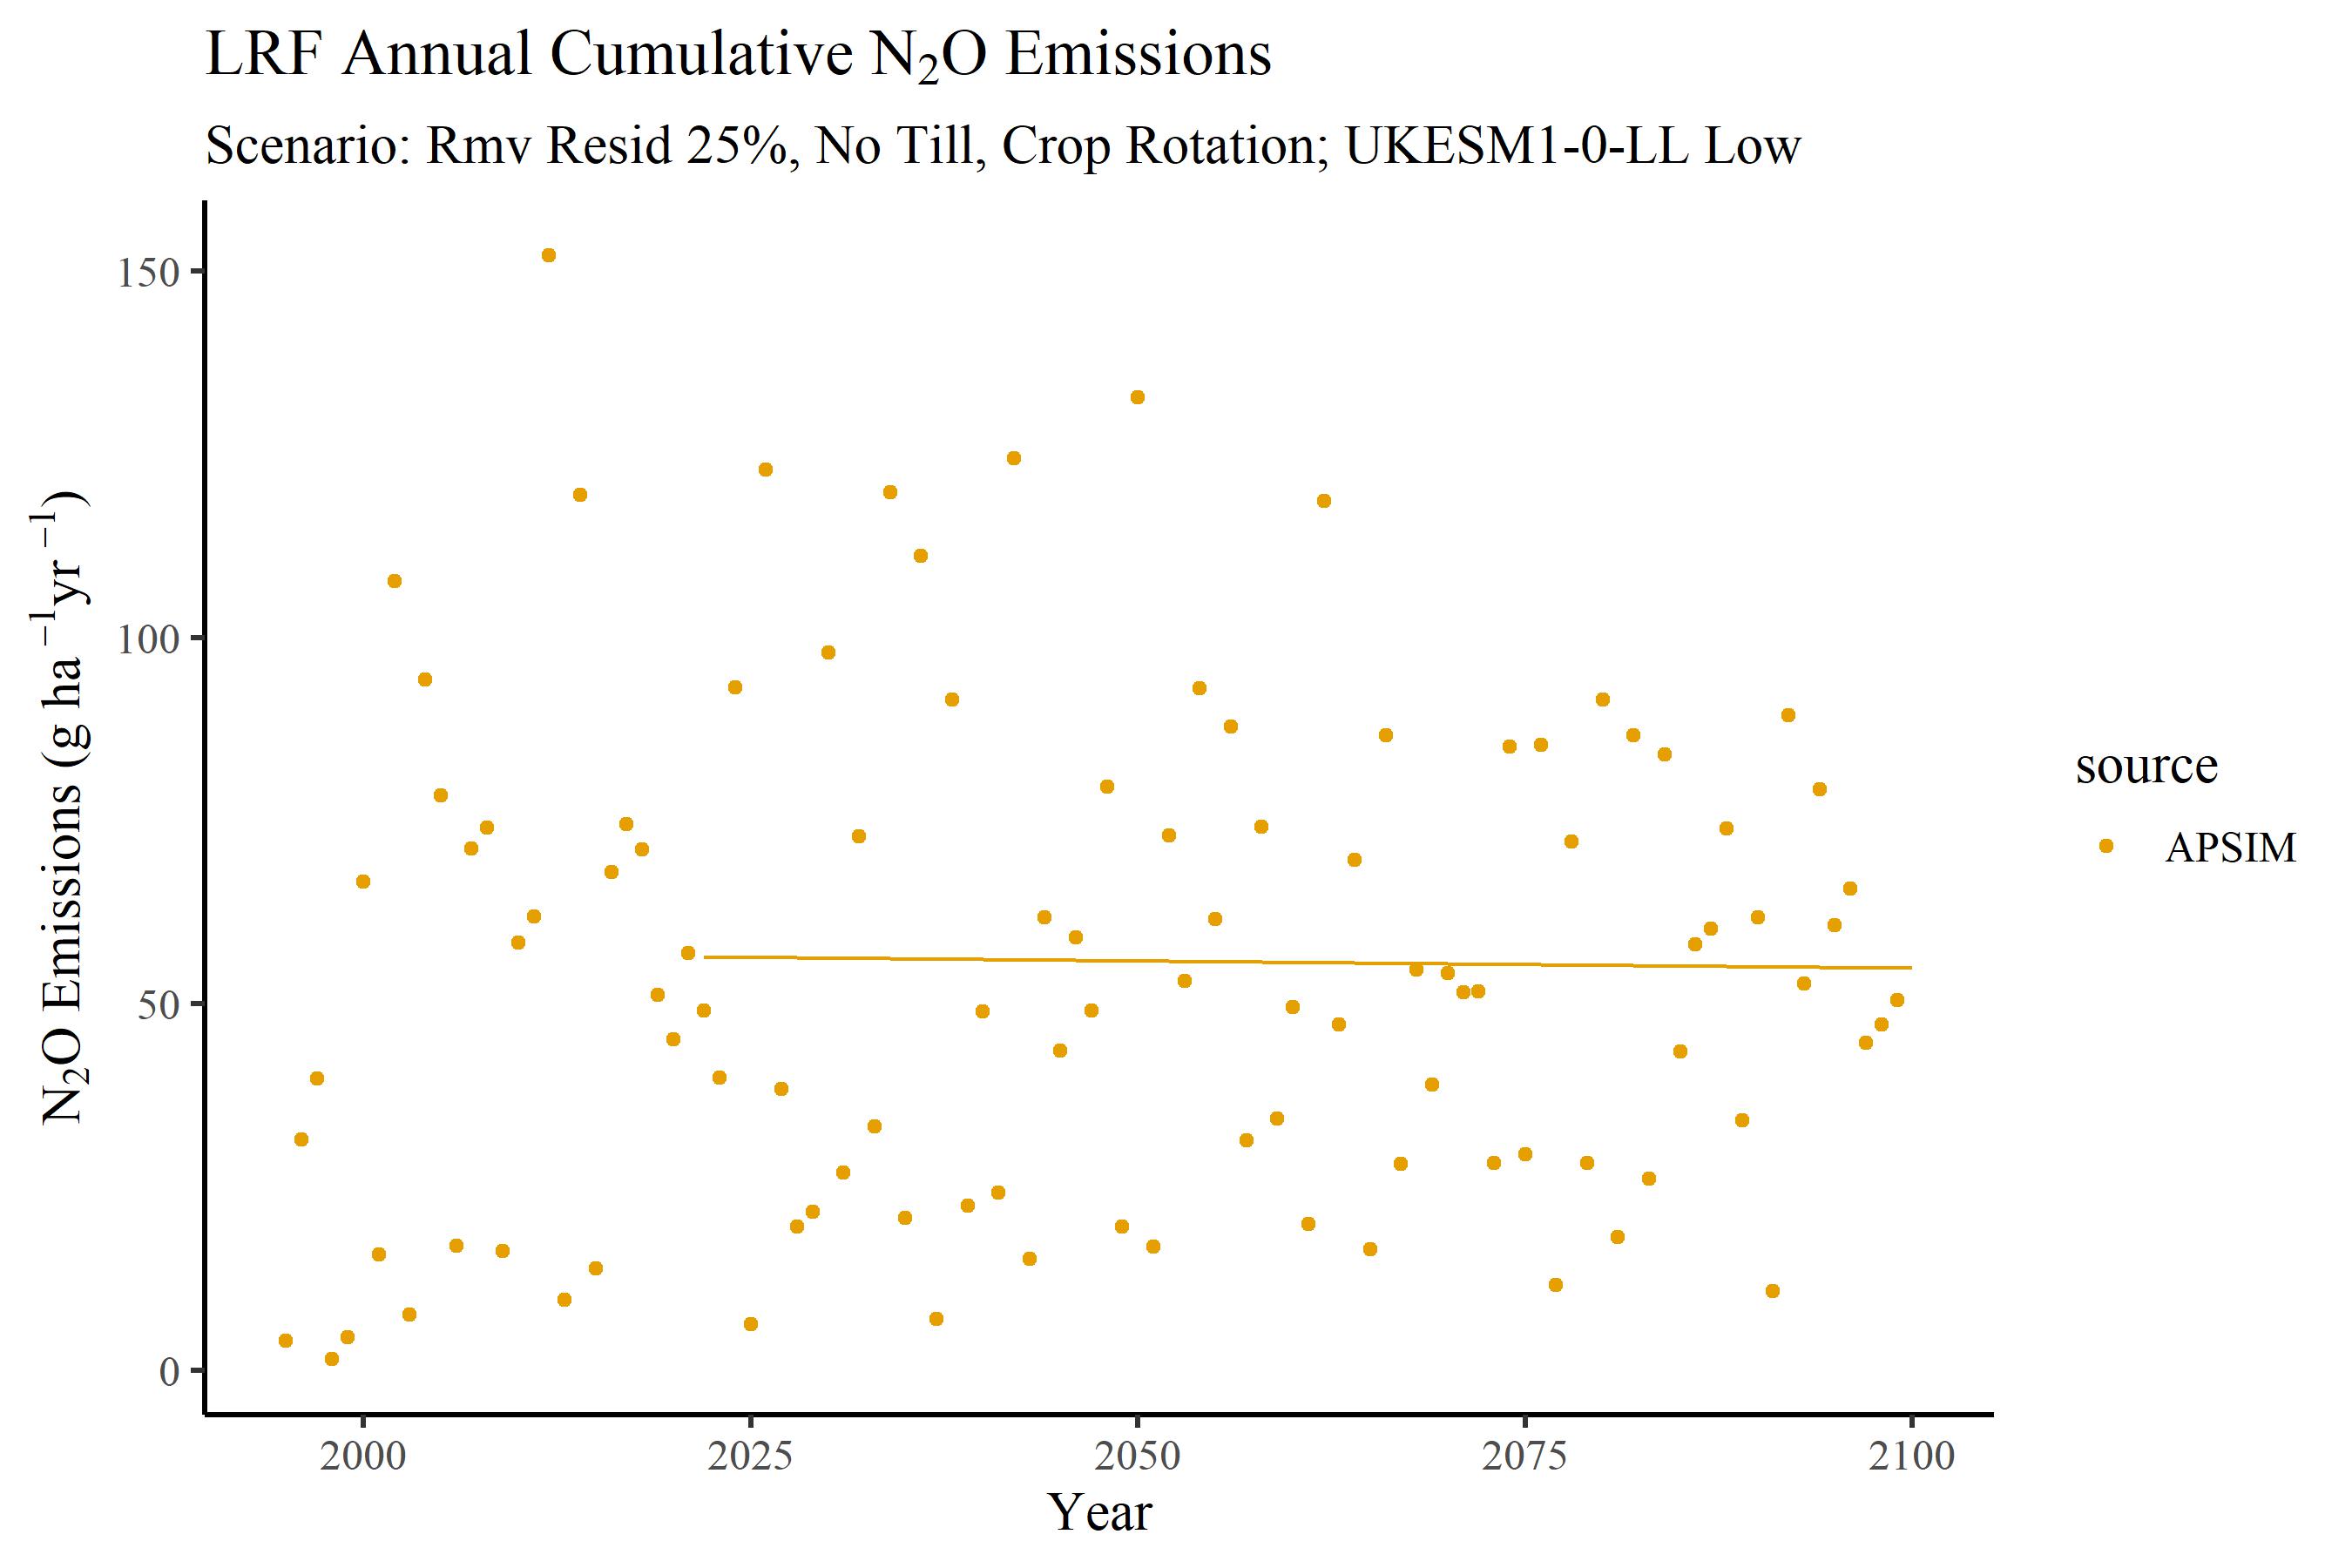 LRF Annual Cumulative N₂O Emissions
Scenario: Rmv Resid 25%, No Till, Crop Rotation; UKESM1-0-LL Low
N₂O Emissions (g ha ⁻¹yr ⁻¹)
150
100
50
0
2000 2025 2050 2075 2100
Year
source
APSIM